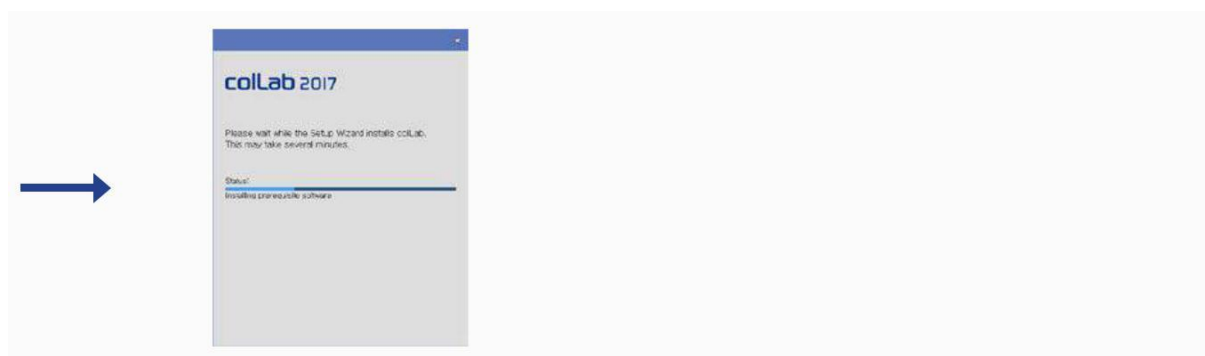 colLab 2017
Please wait while the Setup Wizard installs colLab.
This may take several minutes.
Status:
Installing prerequisite software